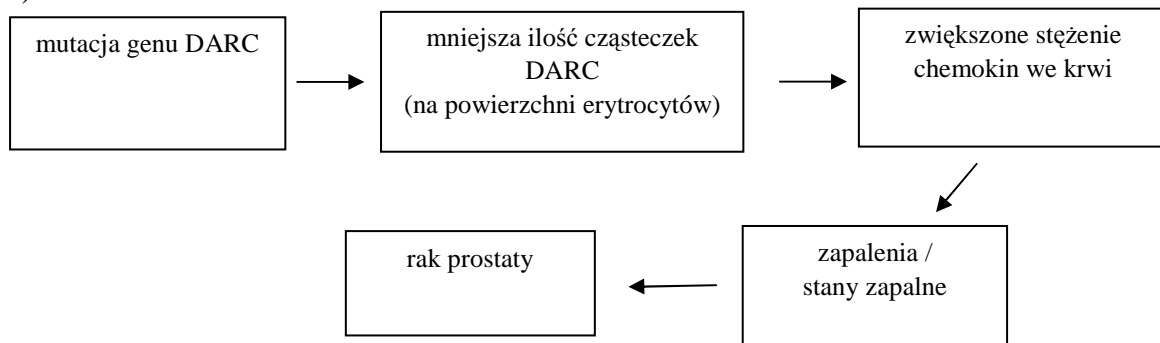 mutacja genu DARC
mniejsza ilość cząsteczek
DARC
(na powierzchni erytrocytów)
zwiększone stężenie
chemokin we krwi
zapalenia /
stany zapalne
rak prostaty